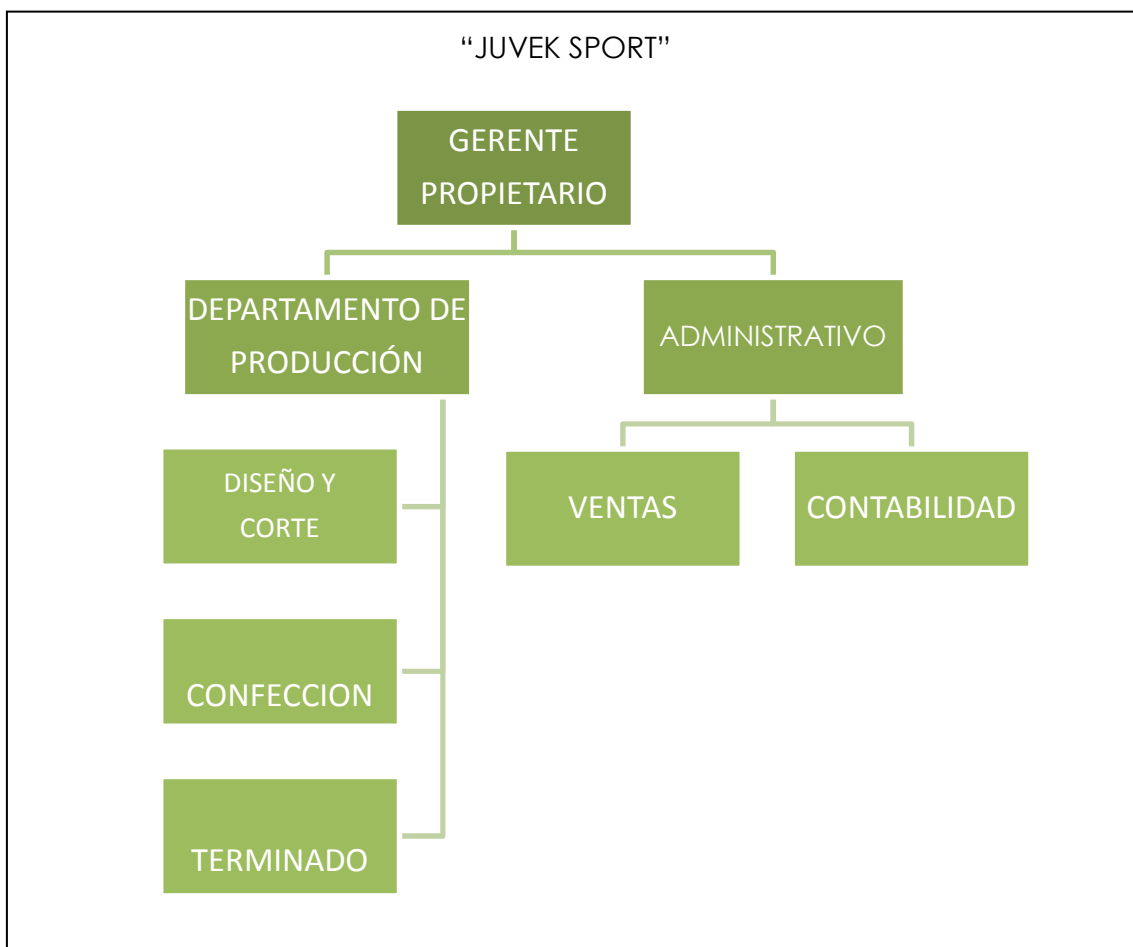 “JUVEK SPORT”
GERENTE
PROPIETARIO
DEPARTAMENTO DE
PRODUCCIÓN
ADMINISTRATIVO
DISEÑO Y
CORTE
VENTAS
CONTABILIDAD
CONFECCION
TERMINADO